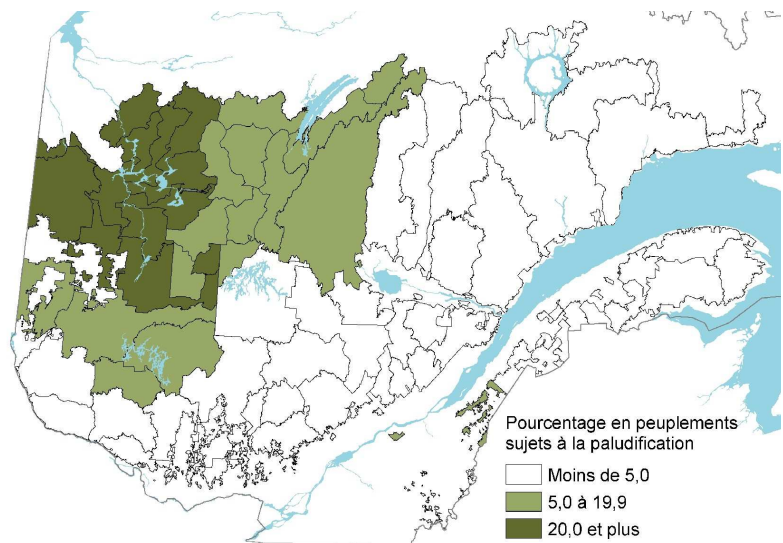 Pourcentage en peuplements
sujets à la paludification
Moins de 5,0
5,0 à 19,9
20,0 et plus